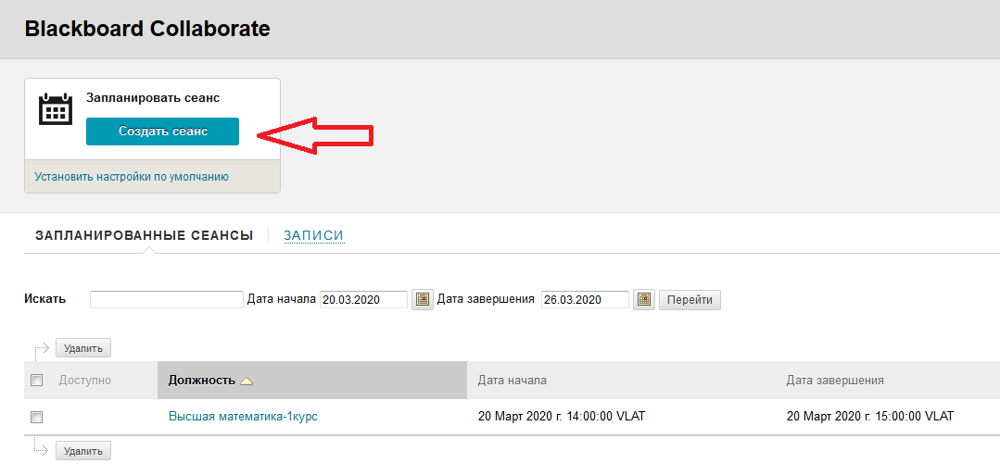 Blackboard Collaborate
Запланировать сеанс
Создать сеанс
Установить настройки по умолчанию
ЗАПЛАНИРОВАННЫЕ СЕАНСЫ ЗАПИСИ
Искать Дата начала 20.03.2020 Дата завершения 26.03.2020 Перейти
Удалить
Доступно Должность Дата начала Дата завершения
Высшая математика-1курс 20 Март 2020 г. 14:00:00 VLAT 20 Март 2020 г. 15:00:00 VLAT
Удалить